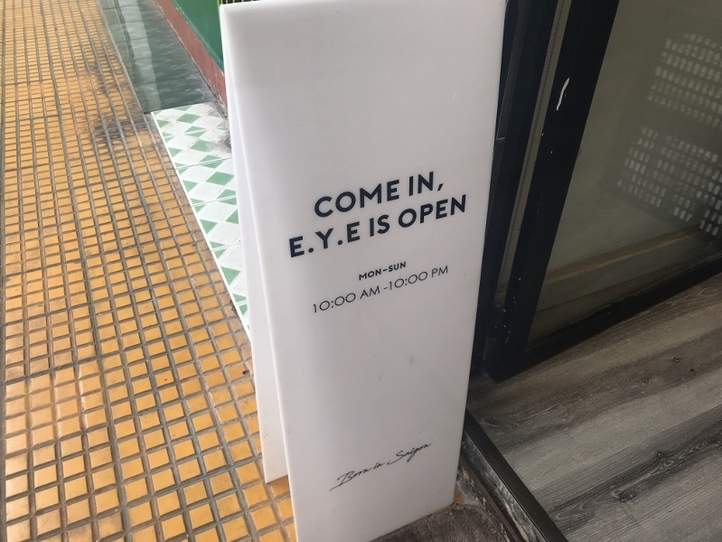 COME IN,
E.Y.E IS OPEN
MON-SUN
10:00 AM -10:00 PM
Born in Saigon